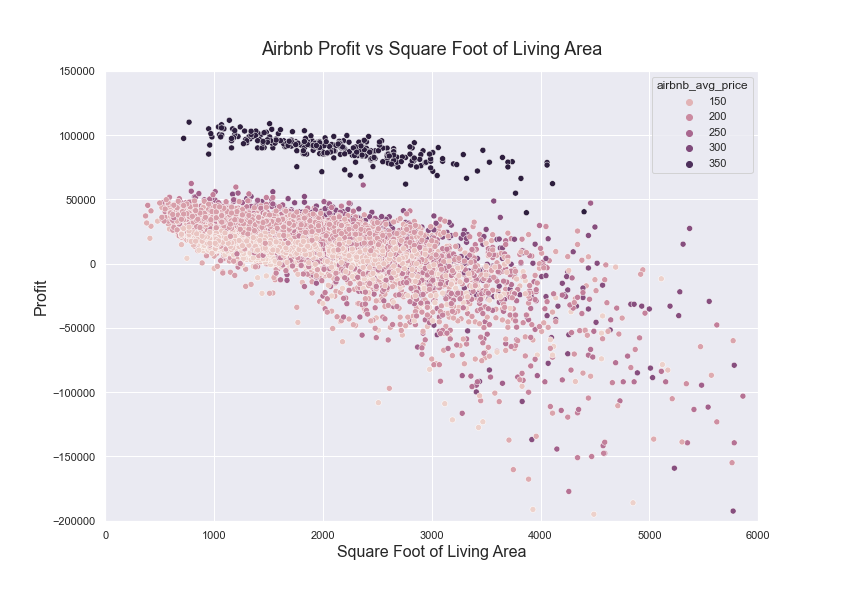 Airbnb Profit vs Square Foot of Living Area
airbnb_avg_price
150
200
250
300
350
150000
100000
50000
0
−50000
−100000
−150000
−200000
Profit
0 1000 2000 3000 4000 5000 6000
Square Foot of Living Area